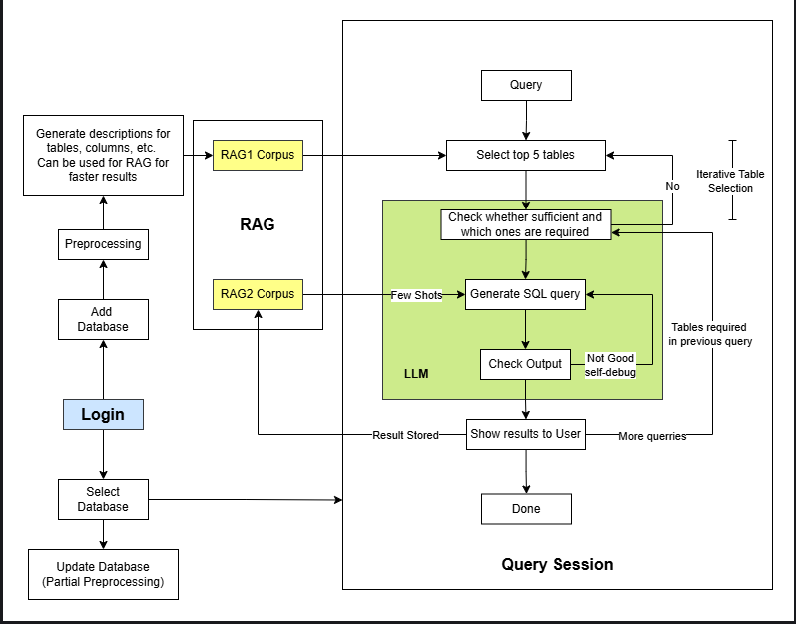 Query
Generate descriptions for
tables, columns, etc.
Can be used for RAG for
faster results
RAG1 Corpus
Select top 5 tables
No
Iterative Table
Selection
Check whether sufficient and
which ones are required
RAG
Preprocessing
RAG2 Corpus
Few Shots
Generate SQL query
Add
Database
Tables required
in previous query
Check Output
Not Good
self-debug
LLM
Login
Result Stored
Show results to User
More querries
Select
Database
Done
Update Database
(Partial Preprocessing)
Query Session